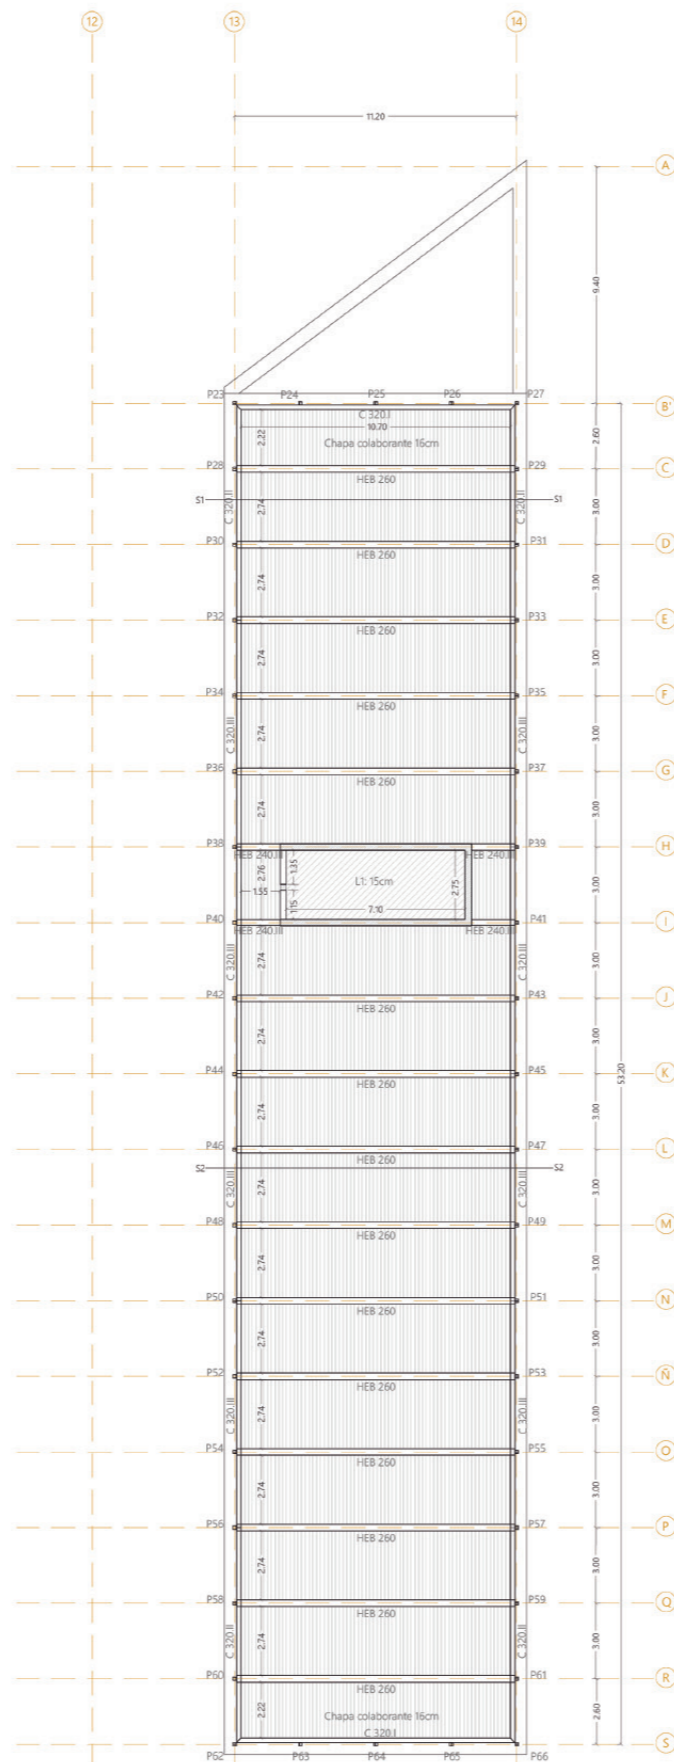 12 13 14
11.20
A
9.40
P23 P24 P25 P26 P27
B'
C 320.I
10.70
2.22 Chapa colaborante 16cm 2.60
P28 P29 C
HEB 260
C 320.II C 320.II
S1 S1
2.74 3.00
P30 P31 D
HEB 260
2.74 3.00
P32 P33 E
HEB 260
2.74 3.00
P34 P35 F
HEB 260
C 320.III C 320.III
2.74 3.00
P36 P37 G
HEB 260
2.74 3.00
P38 P39 H
HEB 240.III HEB 240.III
2.76 1.35 L1: 15cm 2.75 3.00
1.55 1.15 7.10
P40 P41 I
HEB 240.III HEB 240.III
C 320.III C 320.III
2.74 3.00
P42 P43 J
HEB 260
2.74 3.00
53.20
P44 P45 K
HEB 260
2.74 3.00
P46 P47 L
HEB 260
S2 S2
C 320.III C 320.III
2.74 3.00
P48 P49 M
HEB 260
2.74 3.00
P50 P51 N
HEB 260
2.74 3.00
P52 P53 Ñ
HEB 260
C 320.III C 320.III
2.74 3.00
P54 P55 O
HEB 260
2.74 3.00
P56 P57 P
HEB 260
2.74 3.00
P58 P59 Q
HEB 260
C 320.II C 320.II
2.74 3.00
P60 P61 R
HEB 260
2.22 Chapa colaborante 16cm 2.60
C 320.I
S
P62 P63 P64 P65 P66